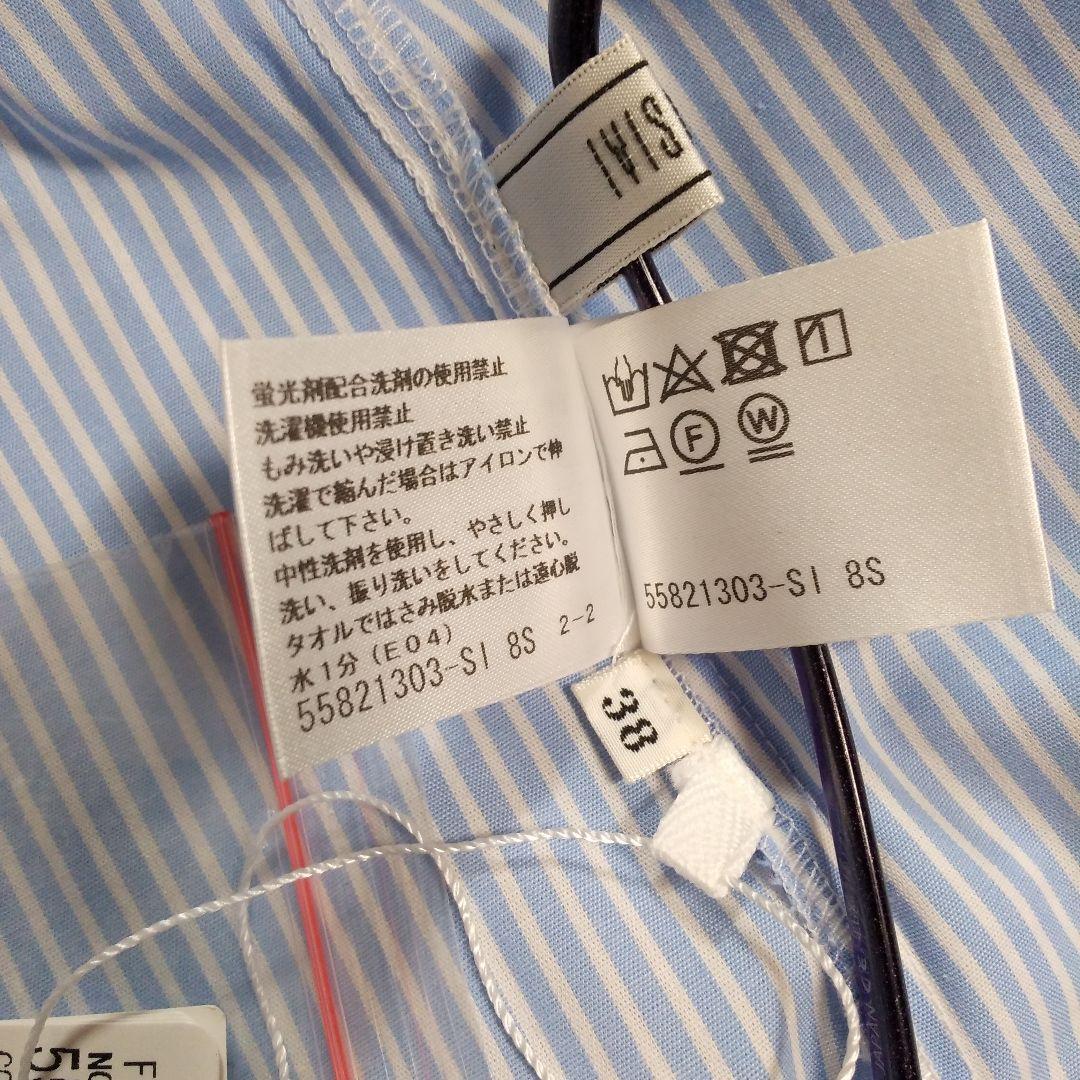 蛍光剤配合洗剤の使用禁止
洗濯機使用禁止
もみ洗いや浸け置き洗い禁止
洗濯で縮んだ場合はアイロンで伸
ばして下さい。
中性洗剤を使用し、やさしく押し
洗い、振り洗いをしてください。
タオルではさみ脱水または遠心脱
水1分(E04)
55821303-SI 8S 2-2
F W
55821303-SI 8S
38
F
NO